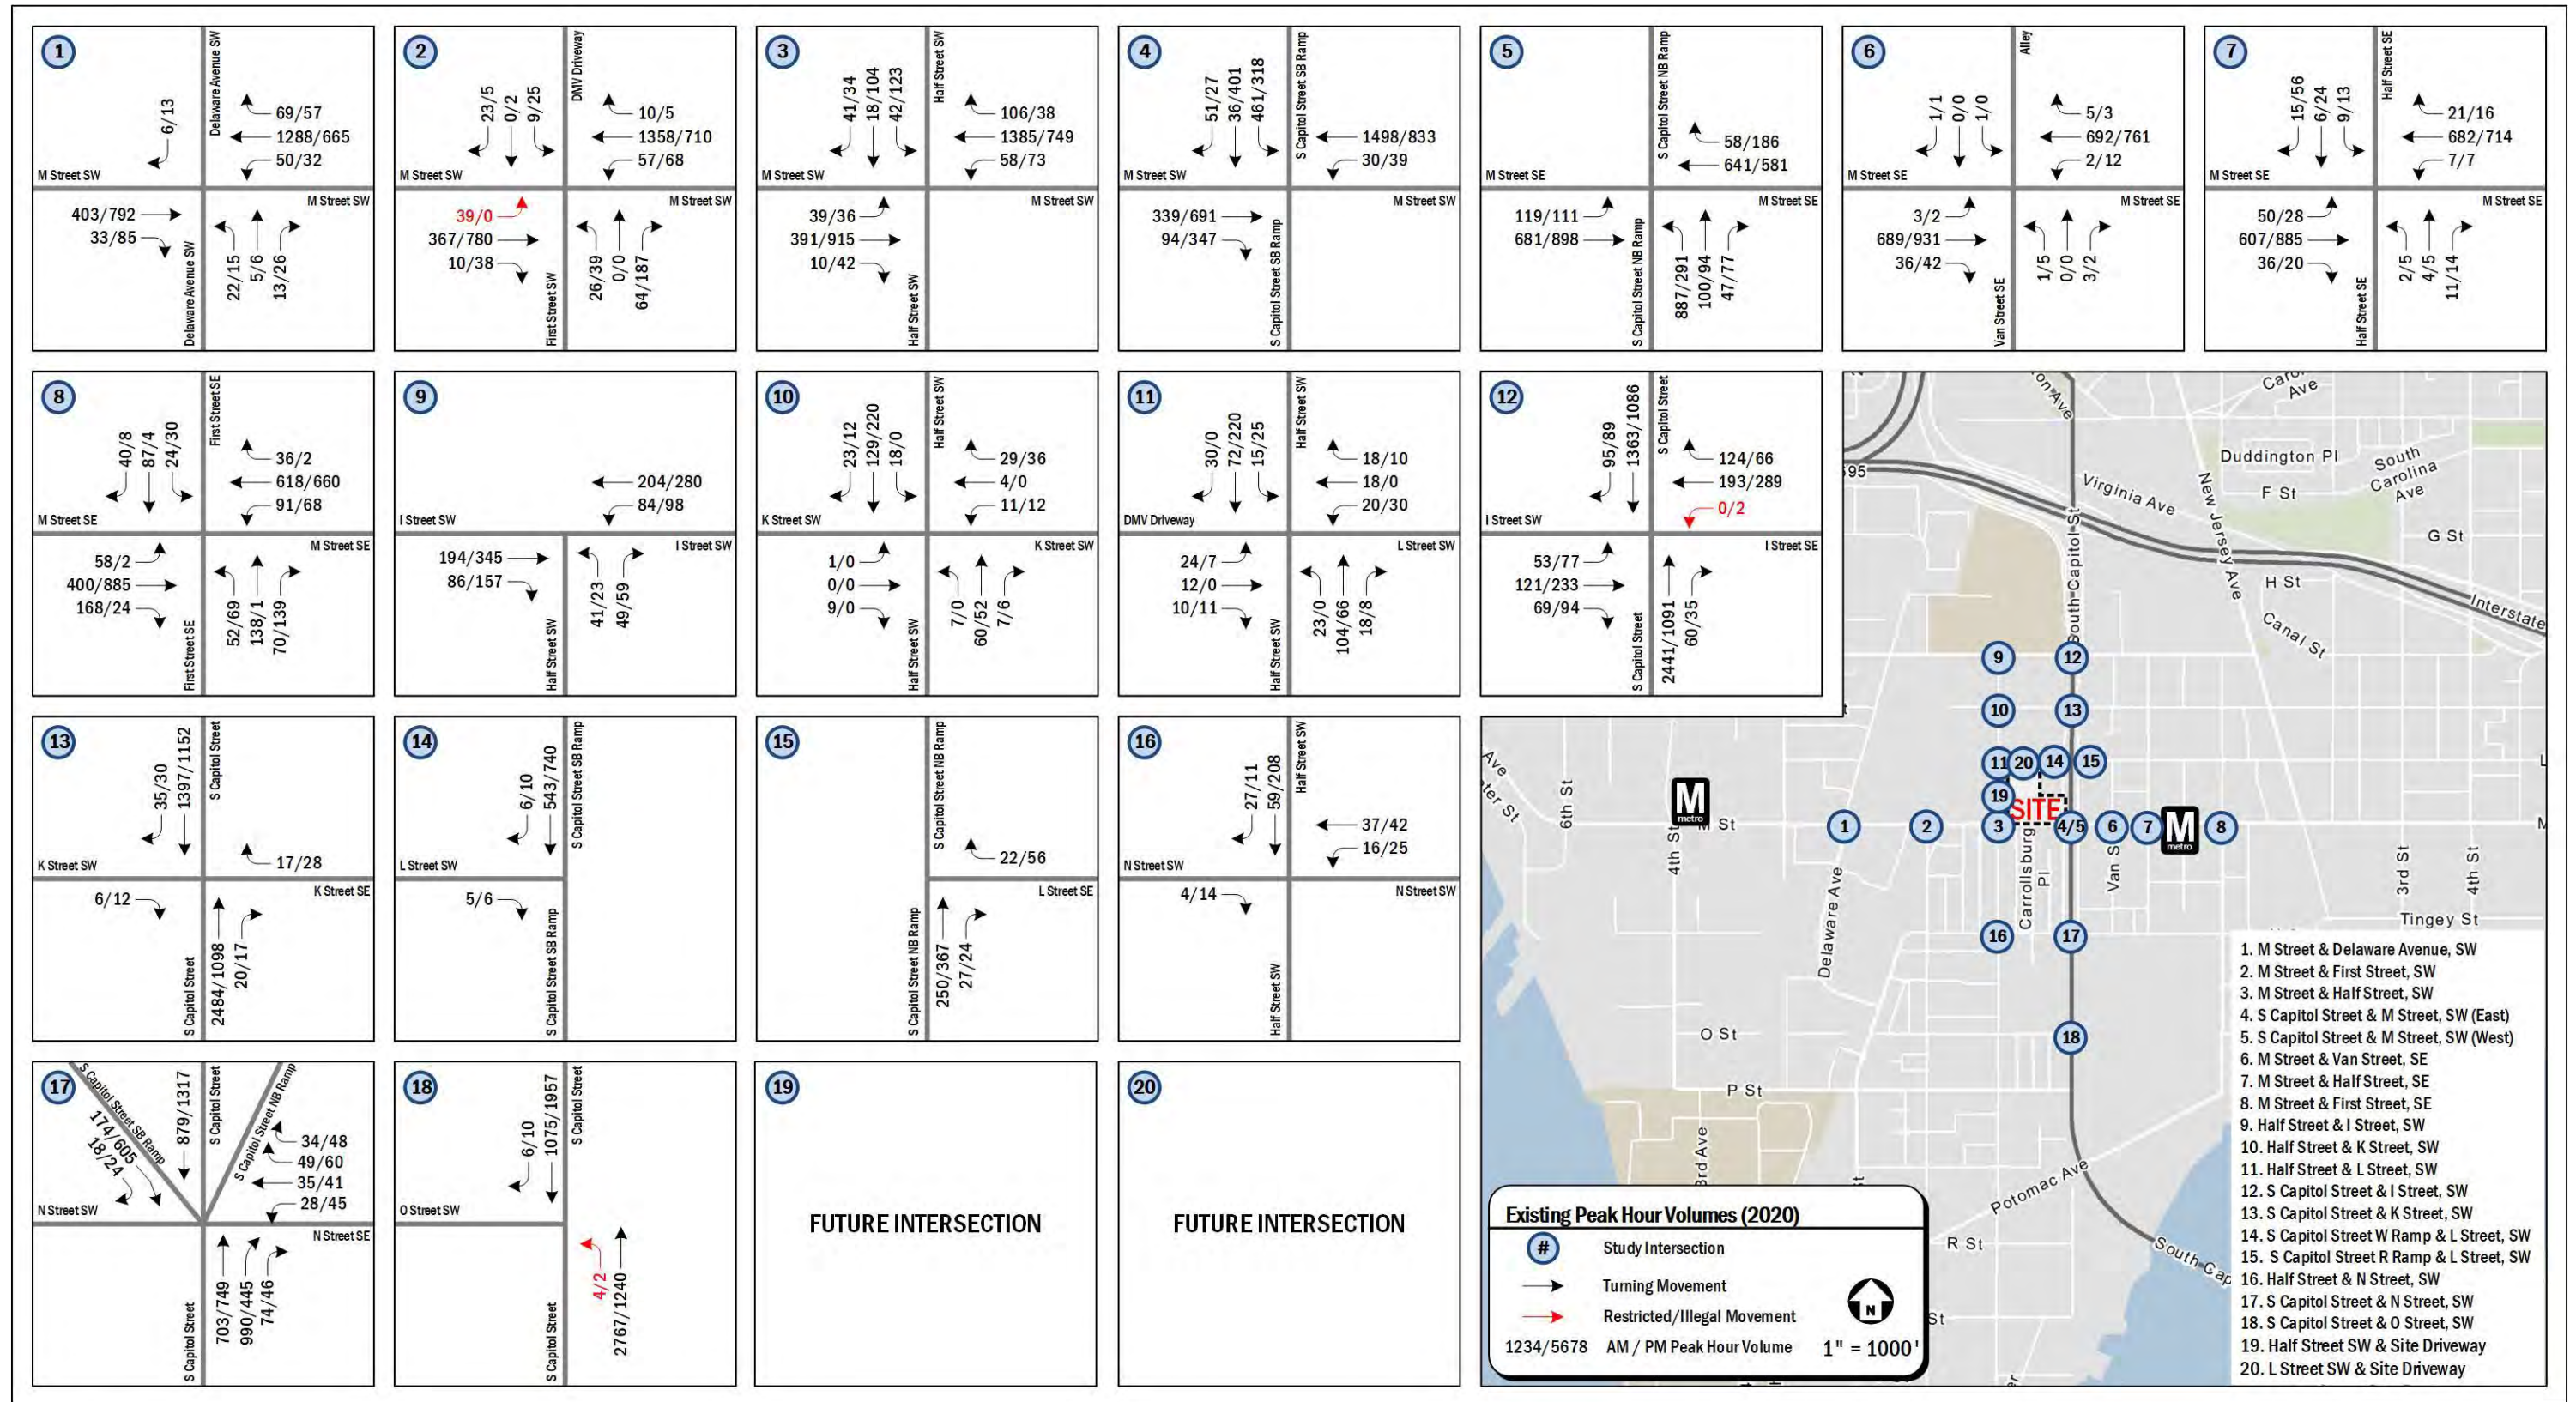 1
Delaware Avenue SW
6/13
69/57
1288/665
50/32
M Street SW
M Street SW
403/792
33/85
Delaware Avenue SW
22/15
5/6
13/26
2
DMV Driveway
23/5
0/2
9/25
10/5
1358/710
57/68
M Street SW
M Street SW
39/0
367/780
10/38
First Street SW
26/39
0/0
64/187
3
Half Street SW
41/34
18/104
42/123
106/38
1385/749
58/73
M Street SW
M Street SW
39/36
391/915
10/42
Half Street SW
4
S Capitol Street SB Ramp
51/27
36/401
461/318
1498/833
30/39
M Street SW
M Street SW
339/691
94/347
S Capitol Street SB Ramp
5
S Capitol Street NB Ramp
58/186
641/581
M Street SE
M Street SE
119/111
681/898
S Capitol Street NB Ramp
887/291
100/94
47/77
6
Alley
1/1
0/0
1/0
5/3
692/761
2/12
M Street SE
M Street SE
3/2
689/931
36/42
Van Street SE
1/5
0/0
3/2
7
Half Street SE
15/56
6/24
9/13
21/16
682/714
7/7
M Street SE
M Street SE
50/28
607/885
36/20
Half Street SE
2/5
4/5
11/14
8
First Street SE
40/8
87/4
24/30
36/2
618/660
91/68
M Street SE
M Street SE
58/2
400/885
168/24
First Street SE
52/69
138/1
70/139
9
204/280
84/98
I Street SW
I Street SW
194/345
86/157
Half Street SW
41/23
49/59
10
Half Street SW
23/12
129/220
18/0
29/36
4/0
11/12
K Street SW
K Street SW
1/0
0/0
9/0
Half Street SW
7/0
60/52
7/6
11
Half Street SW
30/0
72/220
15/25
18/10
18/0
20/30
DMV Driveway
L Street SW
24/7
12/0
10/11
Half Street SW
23/0
104/66
18/8
12
S Capitol Street
95/89
1363/1086
124/66
193/289
0/2
I Street SW
I Street SE
53/77
121/233
69/94
S Capitol Street
2441/1091
60/35
13
S Capitol Street
35/30
1397/1152
17/28
K Street SW
K Street SE
6/12
S Capitol Street
2484/1098
20/17
14
S Capitol Street SB Ramp
6/10
543/740
L Street SW
5/6
S Capitol Street SB Ramp
15
S Capitol Street NB Ramp
22/56
L Street SE
S Capitol Street NB Ramp
250/367
27/24
16
Half Street SW
27/11
59/208
37/42
16/25
N Street SW
N Street SW
4/14
Half Street SW
17
S Capitol Street SB Ramp
174/605
18/24
879/1317
S Capitol Street
S Capitol Street NB Ramp
34/48
49/60
35/41
28/45
N Street SW
N Street SE
S Capitol Street
703/749
990/445
74/46
18
S Capitol Street
6/10
1075/1957
O Street SW
S Capitol Street
4/2
2767/1240
19
FUTURE INTERSECTION
20
FUTURE INTERSECTION
Ave
Duddington Pl
South
Carolina
Ave
F St
Virginia Ave
New Jersey Ave
G St
South Capitol St
H St
Canal St
Interstate
9
12
10
13
11
20
14
15
19
SITE
M
metro
M St
1
2
3
4/5
6
7
M
metro
8
Ave
6th St
4th St
Delaware Ave
Carrollsburg
Pl
Van S
3rd St
4th St
Tingey St
16
17
O St
18
P St
3rd Ave
Potomac Ave
R St
South Cap
St
Existing Peak Hour Volumes (2020)
# Study Intersection
Turning Movement
Restricted/Illegal Movement
N
1234/5678 AM / PM Peak Hour Volume 1" = 1000'
1. M Street & Delaware Avenue, SW
2. M Street & First Street, SW
3. M Street & Half Street, SW
4. S Capitol Street & M Street, SW (East)
5. S Capitol Street & M Street, SW (West)
6. M Street & Van Street, SE
7. M Street & Half Street, SE
8. M Street & First Street, SE
9. Half Street & I Street, SW
10. Half Street & K Street, SW
11. Half Street & L Street, SW
12. S Capitol Street & I Street, SW
13. S Capitol Street & K Street, SW
14. S Capitol Street W Ramp & L Street, SW
15. S Capitol Street R Ramp & L Street, SW
16. Half Street & N Street, SW
17. S Capitol Street & N Street, SW
18. S Capitol Street & O Street, SW
19. Half Street SW & Site Driveway
20. L Street SW & Site Driveway